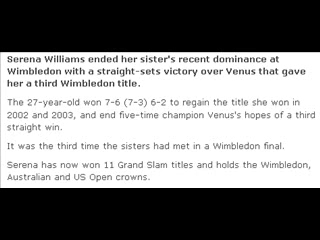 Serena Williams ended her sister's recent dominance at
Wimbledon with a straight-sets victory over Venus that gave
her a third Wimbledon title.
The 27-year-old won 7-6 (7-3) 6-2 to regain the title she won in
2002 and 2003, and end five-time champion Venus's hopes of a third
straight win.
It was the third time the sisters had met in a Wimbledon final.
Serena has now won 11 Grand Slam titles and holds the Wimbledon,
Australian and US Open crowns.